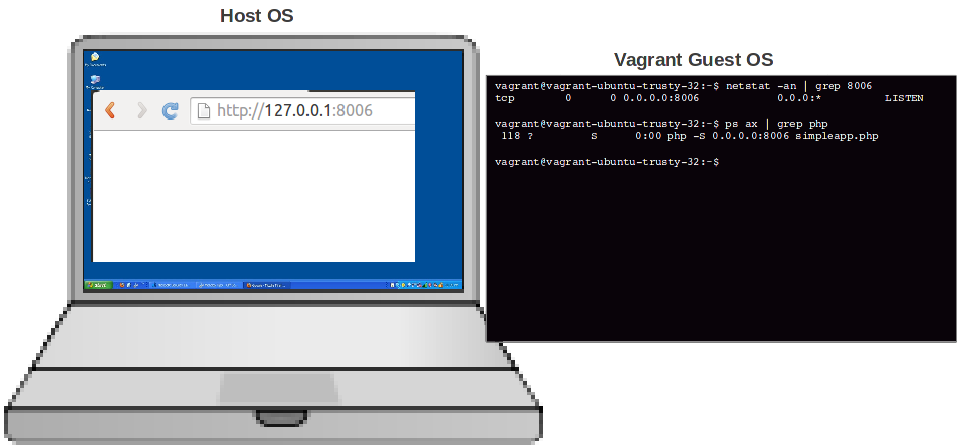 Host OS
http://127.0.0.1:8006
Vagrant Guest OS
vagrant@vagrant-ubuntu-trusty-32:~$ netstat -an | grep 8006
tcp 0 0 0.0.0.0:8006 0.0.0:* LISTEN
vagrant@vagrant-ubuntu-trusty-32:~$ ps ax | grep php
118 ? S 0:00 php -S 0.0.0.0:8006 simpleapp.php
vagrant@vagrant-ubuntu-trusty-32:~$